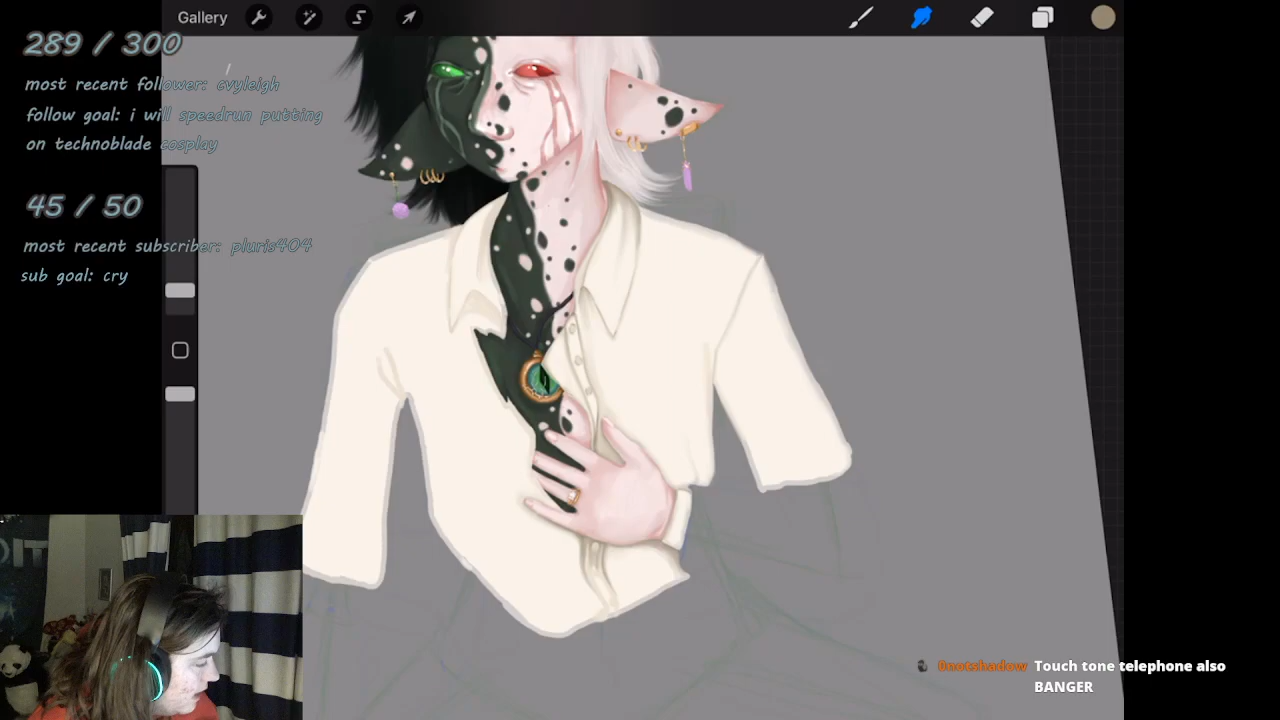 Gallery
289 / 300
most recent follower: cvyleigh
follow goal: i will speedrun putting
on technoblade cosplay
45 / 50
most recent subscriber: pluris404
sub goal: cry
0notshadow Touch tone telephone also
BANGER